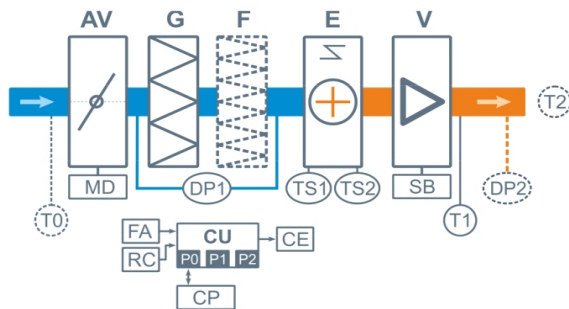 AV G F E V
T2
MD DP1 TS1 TS2 SB DP2
T0 T1
FA CU CE
RC P0 P1 P2
CP